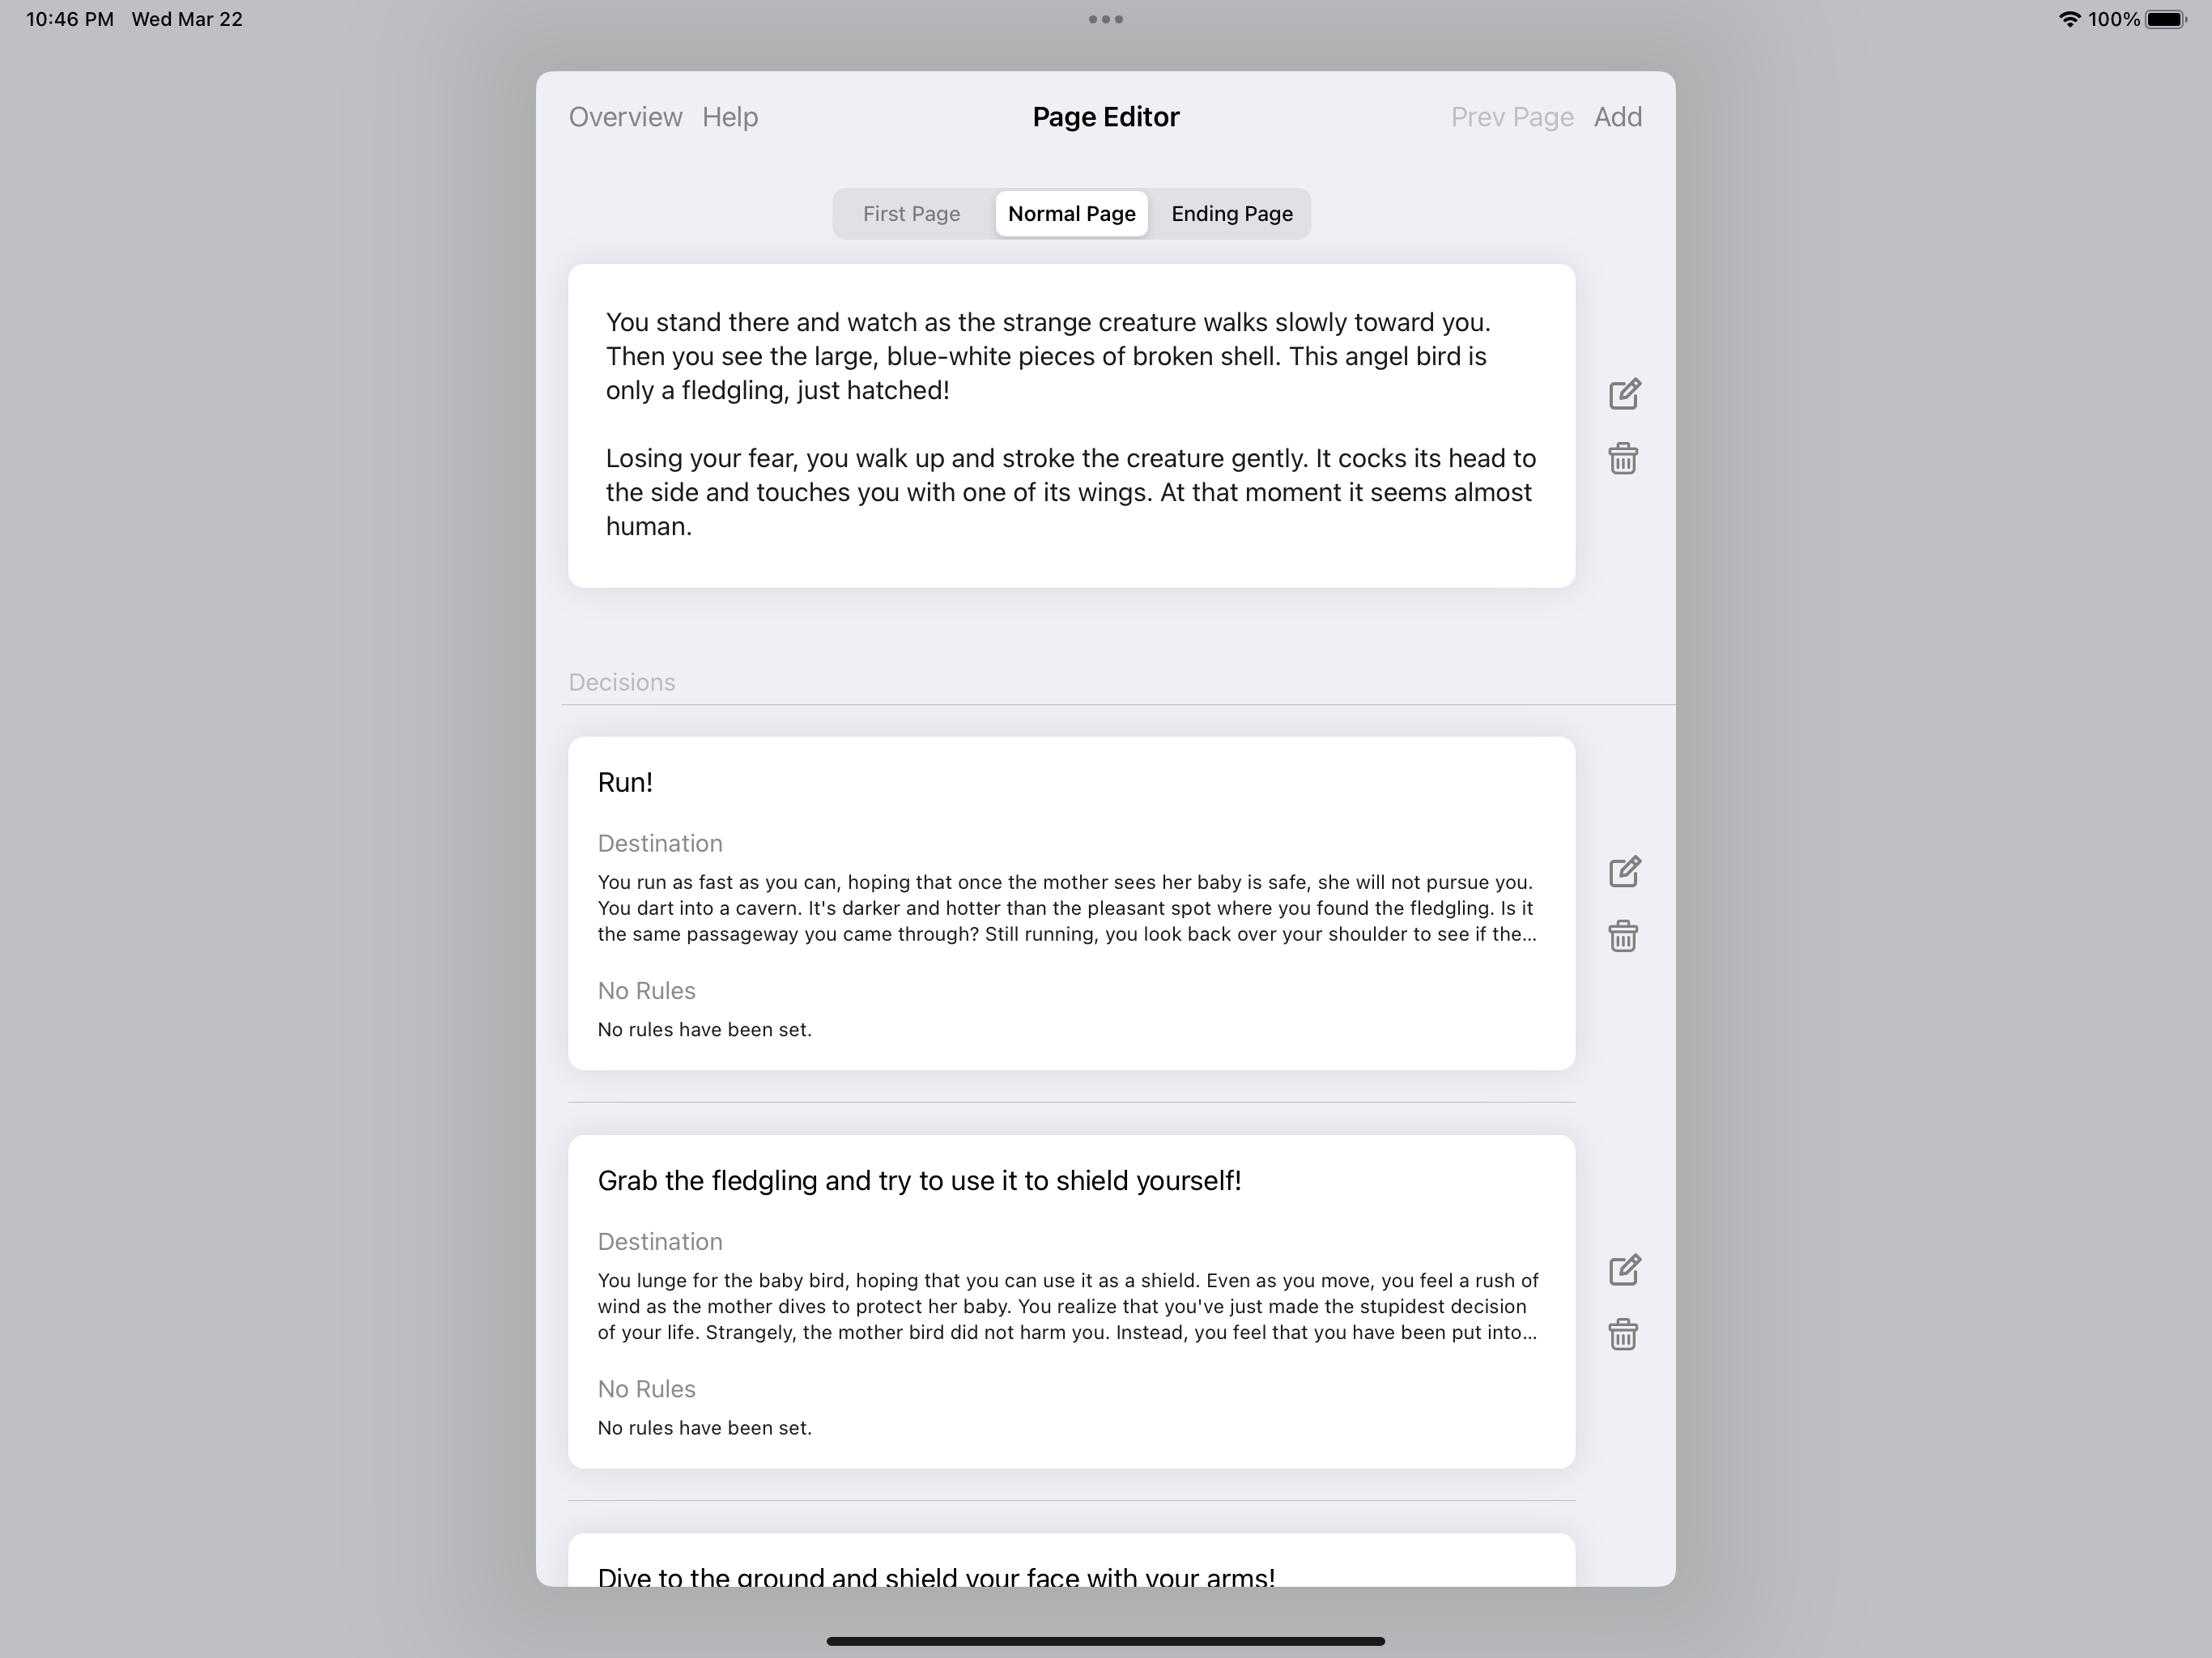 10:46 PM Wed Mar 22
100%
Overview Help
Page Editor
Prev Page Add
First Page
Normal Page
Ending Page
You stand there and watch as the strange creature walks slowly toward you.
Then you see the large, blue-white pieces of broken shell. This angel bird is
only a fledgling, just hatched!
Losing your fear, you walk up and stroke the creature gently. It cocks its head to
the side and touches you with one of its wings. At that moment it seems almost
human.
Decisions
Run!
Destination
You run as fast as you can, hoping that once the mother sees her baby is safe, she will not pursue you.
You dart into a cavern. It's darker and hotter than the pleasant spot where you found the fledgling. Is it
the same passageway you came through? Still running, you look back over your shoulder to see if the...
No Rules
No rules have been set.
Grab the fledgling and try to use it to shield yourself!
Destination
You lunge for the baby bird, hoping that you can use it as a shield. Even as you move, you feel a rush of
wind as the mother dives to protect her baby. You realize that you've just made the stupidest decision
of your life. Strangely, the mother bird did not harm you. Instead, you feel that you have been put into...
No Rules
No rules have been set.
Dive to the ground and shield your face with your arms!